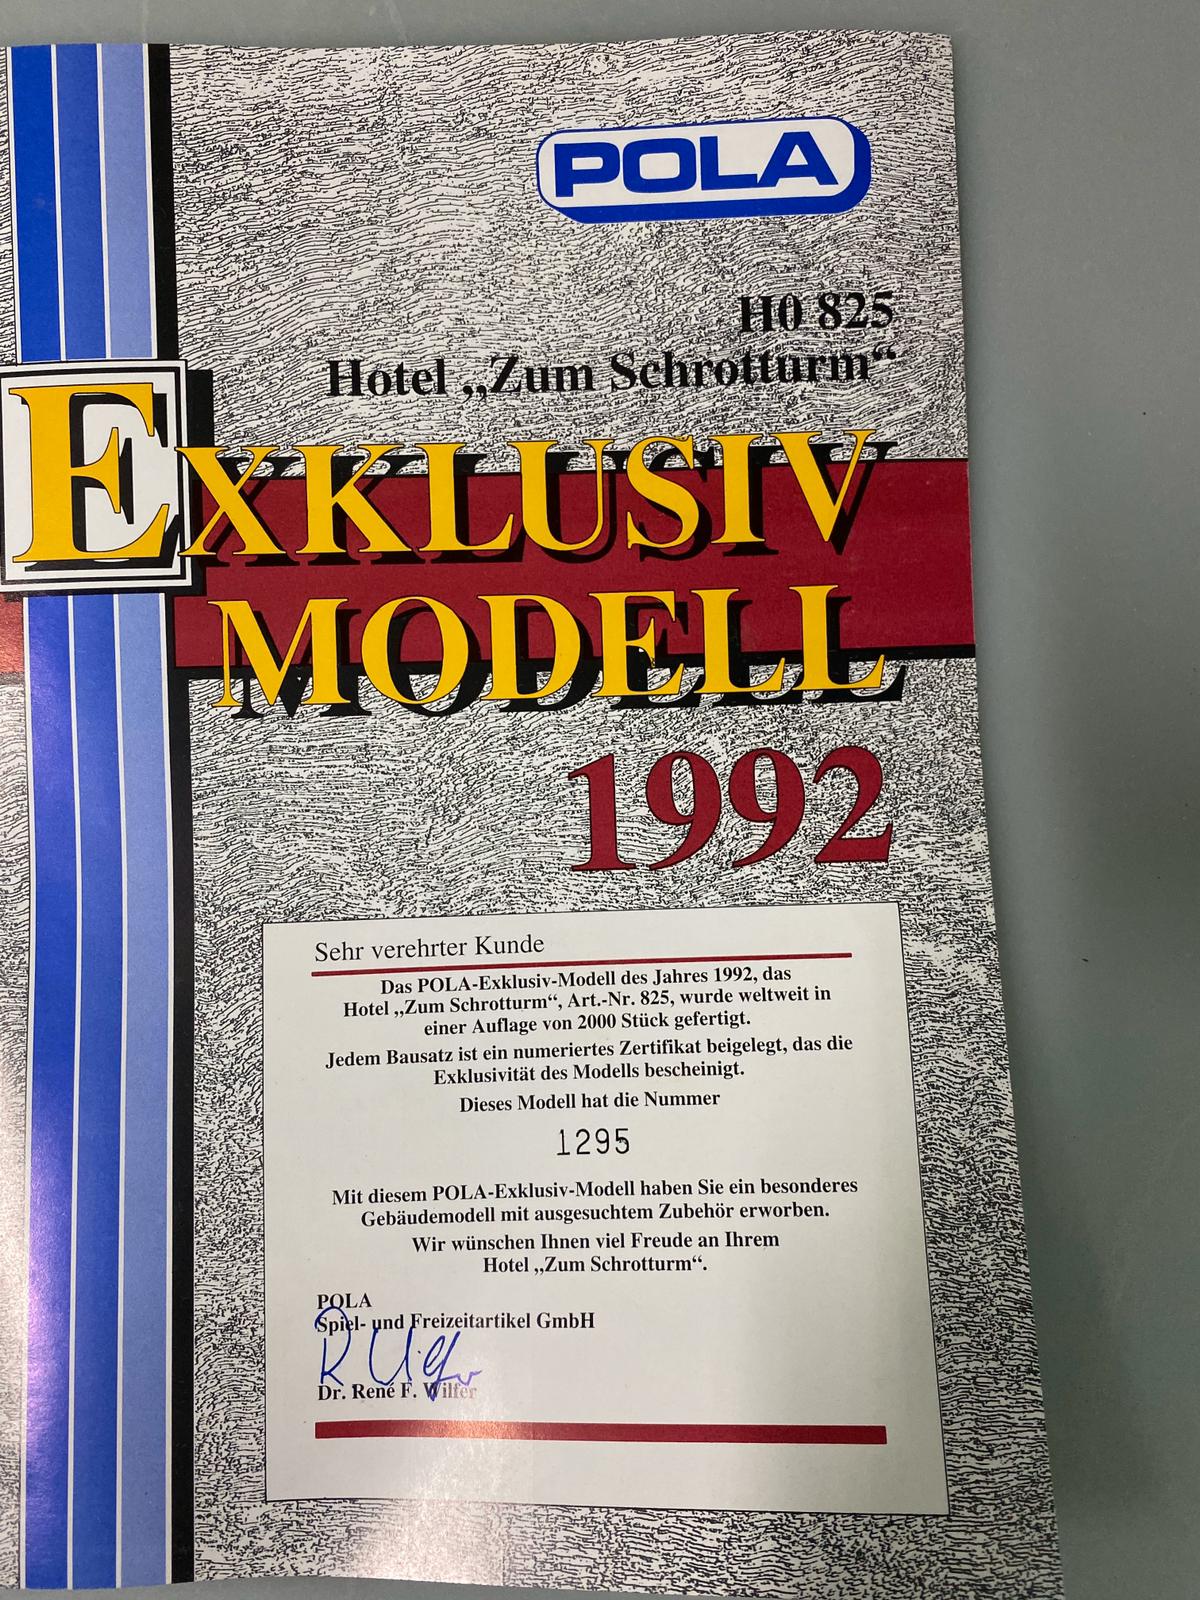 POLA
H0 825
Hotel „Zum Schrotturm“
EXKLUSIV
MODELL
1992
Sehr verehrter Kunde
Das POLA-Exklusiv-Modell des Jahres 1992, das
Hotel „Zum Schrotturm“, Art.-Nr. 825, wurde weltweit in
einer Auflage von 2000 Stück gefertigt.
Jedem Bausatz ist ein numeriertes Zertifikat beigelegt, das die
Exklusivität des Modells bescheinigt.
Dieses Modell hat die Nummer
1295
Mit diesem POLA-Exklusiv-Modell haben Sie ein besonderes
Gebäudemodell mit ausgesuchtem Zubehör erworben.
Wir wünschen Ihnen viel Freude an Ihrem
Hotel „Zum Schrotturm“.
POLA
Spiel- und Freizeitartikel GmbH
Dr. René F. Wilfer